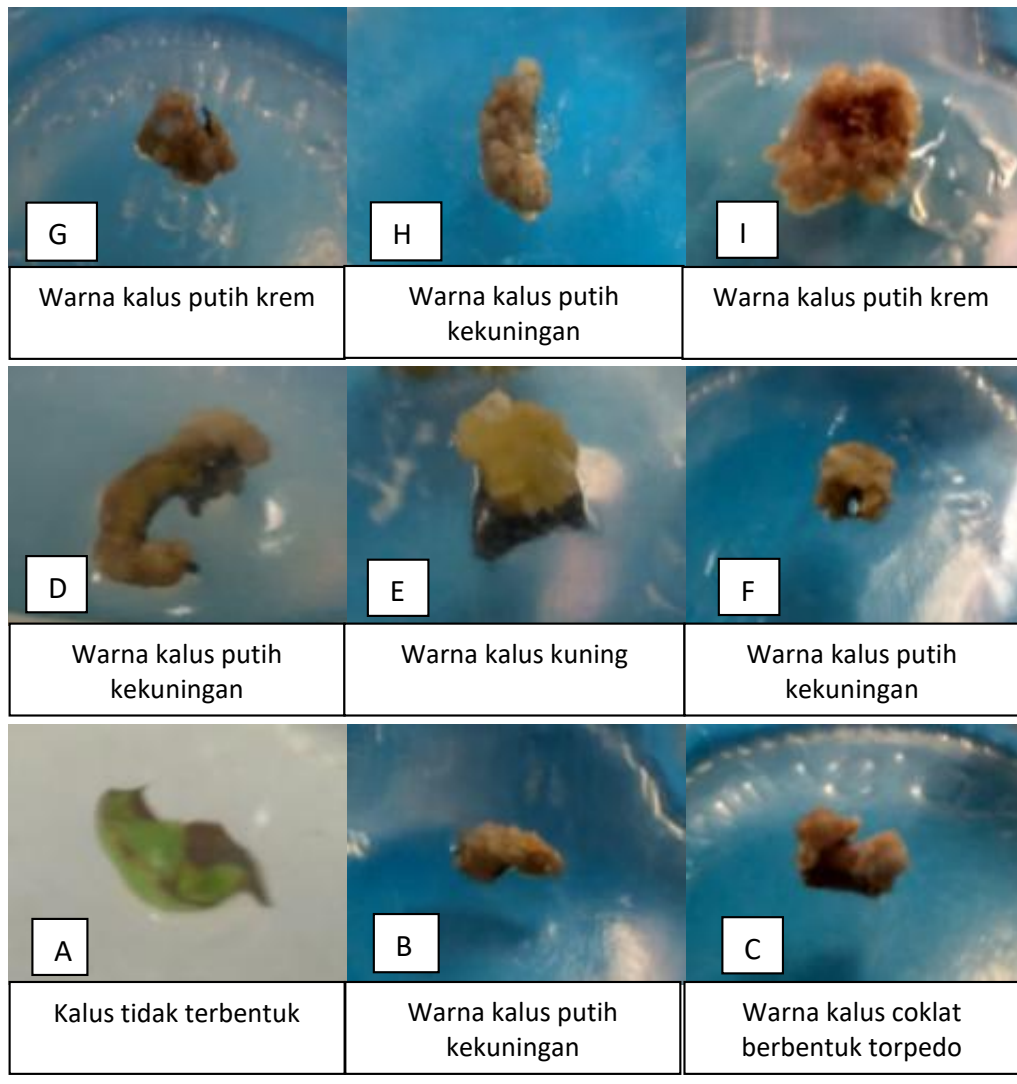 G
H
I
Warna kalus putih krem
Warna kalus putih
kekuningan
Warna kalus putih krem
D
E
F
Warna kalus putih
kekuningan
Warna kalus kuning
Warna kalus putih
kekuningan
A
B
C
Kalus tidak terbentuk
Warna kalus putih
kekuningan
Warna kalus coklat
berbentuk torpedo